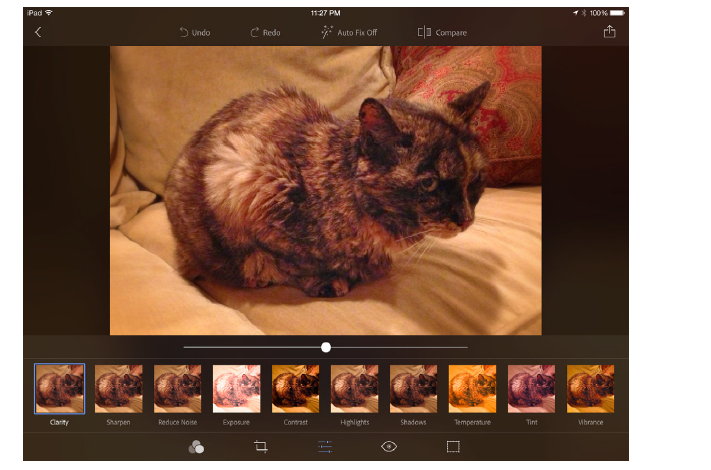 iPad 11:27 PM 100%
Undo Redo Auto Fix Off Compare
Clarity Sharpen Reduce Noise Exposure Contrast Highlights Shadows Temperature Tint Vibrance